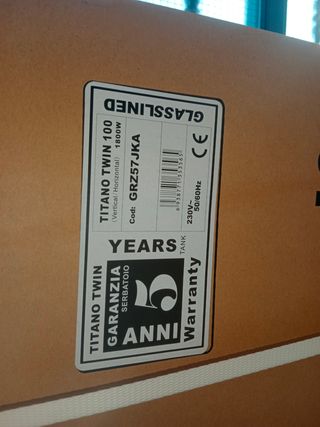 GLASSLINED
TITANO TWIN 100
(Vertical/Horizontal) 1800W
Cod: GRZ57JKA
230V~
50/60Hz
CE
TITANO TWIN
GARANZIA
SERBATOIO
5
ANNI
YEARS
TANK
Warranty